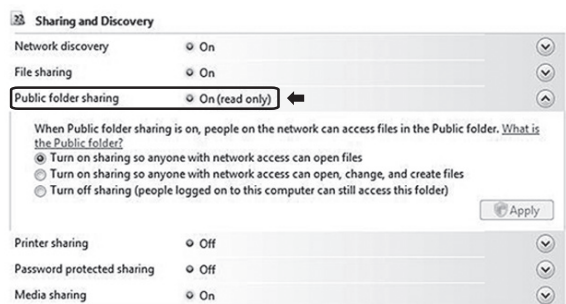 Sharing and Discovery
Network discovery On
File sharing On
Public folder sharing On (read only)
When Public folder sharing is on, people on the network can access files in the Public folder. What is
the Public folder?
Turn on sharing so anyone with network access can open files
Turn on sharing so anyone with network access can open, change, and create files
Turn off sharing (people logged on to this computer can still access this folder)
Apply
Printer sharing Off
Password protected sharing Off
Media sharing On